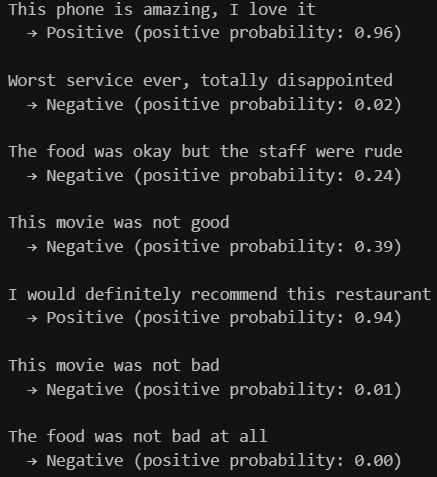 This phone is amazing, I love it
→ Positive (positive probability: 0.96)
Worst service ever, totally disappointed
→ Negative (positive probability: 0.02)
The food was okay but the staff were rude
→ Negative (positive probability: 0.24)
This movie was not good
→ Negative (positive probability: 0.39)
I would definitely recommend this restaurant
→ Positive (positive probability: 0.94)
This movie was not bad
→ Negative (positive probability: 0.01)
The food was not bad at all
→ Negative (positive probability: 0.00)